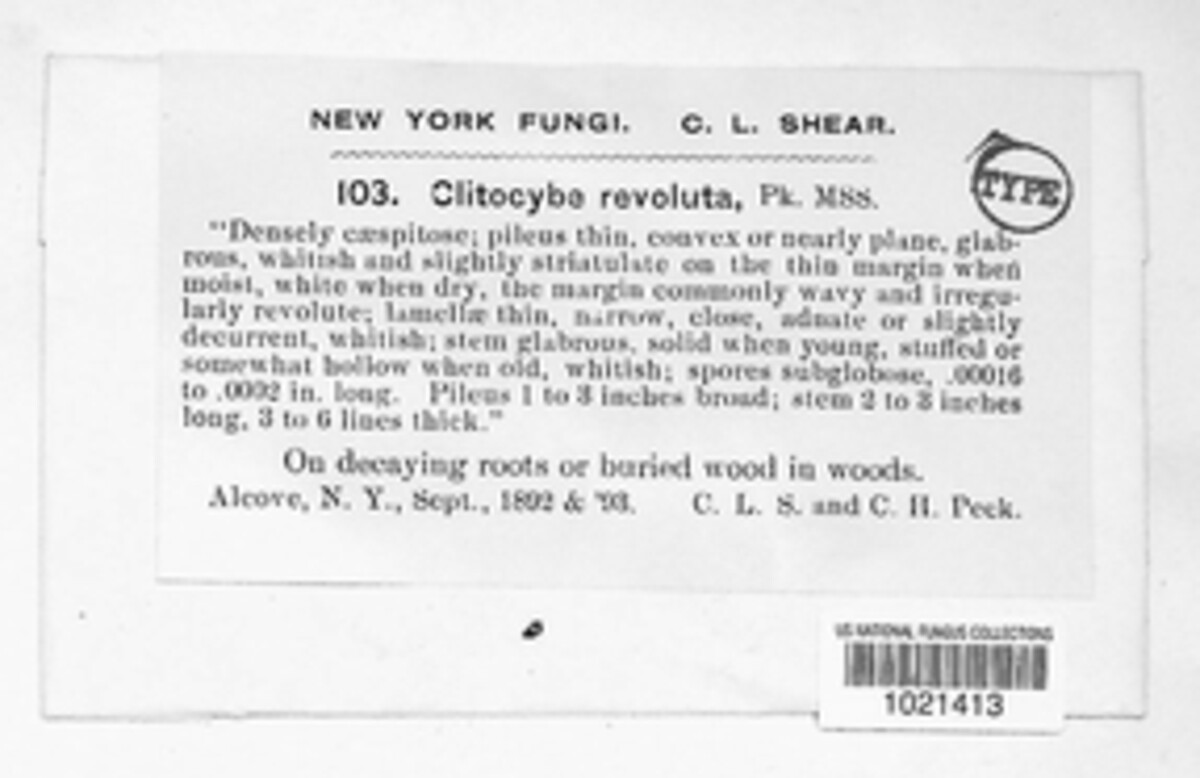 NEW YORK FUNGI. C. L. SHEAR.
103. Clitocybe revoluta, Pk. MSS.
TYPE
"Densely cæspitose; pileus thin, convex or nearly plane, glab-
rous, whitish and slightly striatulate on the thin margin when
moist, white when dry, the margin commonly wavy and irregu-
larly revolute; lamellæ thin, narrow, close, adnate or slightly
decurrent, whitish; stem glabrous, solid when young, stuffed or
somewhat hollow when old, whitish; spores subglobose, .00016
to .0002 in. long. Pileus 1 to 3 inches broad; stem 2 to 3 inches
long, 3 to 6 lines thick."
On decaying roots or buried wood in woods.
Alcove, N. Y., Sept., 1892 & '93. C. L. S. and C. H. Peck.
US NATIONAL FUNGUS COLLECTIONS
1021413